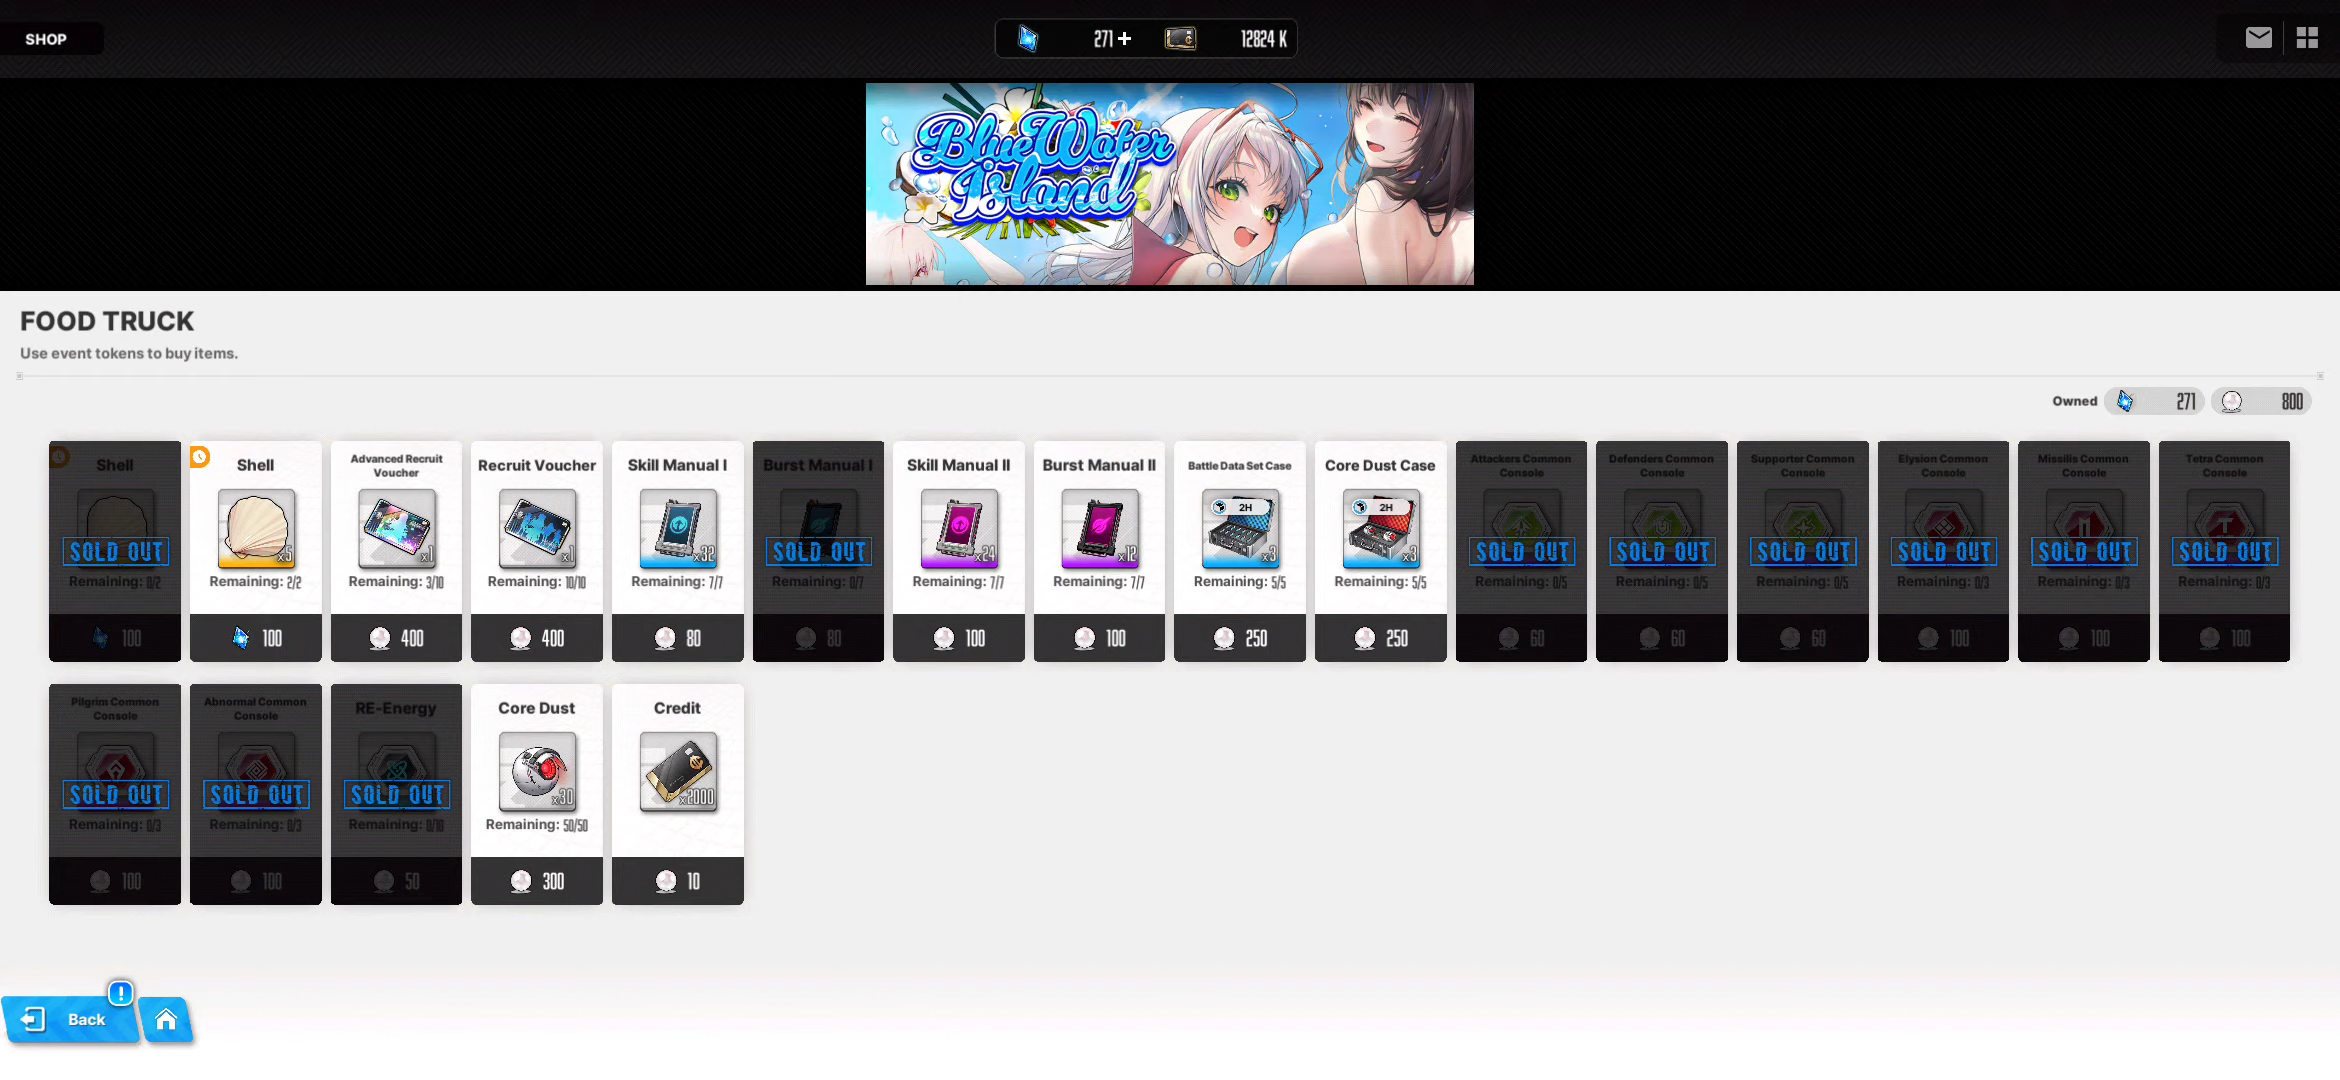 SHOP
271
12824 K
Blue Water
Island
FOOD TRUCK
Use event tokens to buy items.
Owned 271 800
Shell
x5
SOLD OUT
Remaining: 0/2
100
Shell
x5
Remaining: 2/2
100
Advanced Recruit
Voucher
x1
Remaining: 3/10
400
Recruit Voucher
x1
Remaining: 10/10
400
Skill Manual I
x32
Remaining: 7/7
80
Burst Manual I
SOLD OUT
Remaining: 0/7
80
Skill Manual II
x24
Remaining: 7/7
100
Burst Manual II
x12
Remaining: 7/7
100
Battle Data Set Case
2H
x3
Remaining: 5/5
250
Core Dust Case
2H
x3
Remaining: 5/5
250
Attackers Common
Console
SOLD OUT
Remaining: 0/5
60
Defenders Common
Console
SOLD OUT
Remaining: 0/5
60
Supporter Common
Console
SOLD OUT
Remaining: 0/5
60
Elysion Common
Console
SOLD OUT
Remaining: 0/3
100
Missilis Common
Console
SOLD OUT
Remaining: 0/3
100
Tetra Common
Console
SOLD OUT
Remaining: 0/3
100
Pilgrim Common
Console
SOLD OUT
Remaining: 0/3
100
Abnormal Common
Console
SOLD OUT
Remaining: 0/3
100
RE-Energy
SOLD OUT
Remaining: 0/10
50
Core Dust
x30
Remaining: 50/50
300
Credit
x2000
10
Back